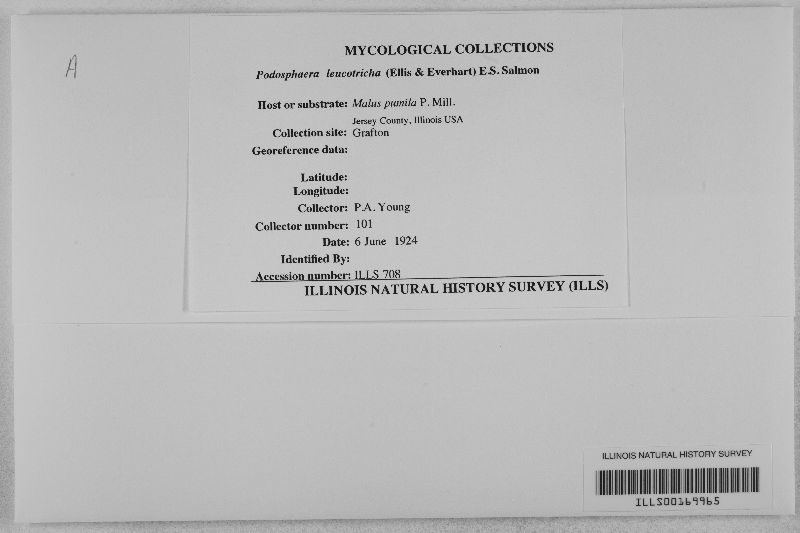 A
MYCOLOGICAL COLLECTIONS
Podosphaera leucotricha (Ellis & Everhart) E.S. Salmon
Host or substrate: Malus pumila P. Mill.
Jersey County, Illinois USA
Collection site: Grafton
Georeference data:
Latitude:
Longitude:
Collector: P.A. Young
Collector number: 101
Date: 6 June 1924
Identified By:
Accession number: ILLS 708
ILLINOIS NATURAL HISTORY SURVEY (ILLS)
ILLINOIS NATURAL HISTORY SURVEY
ILLS00169965